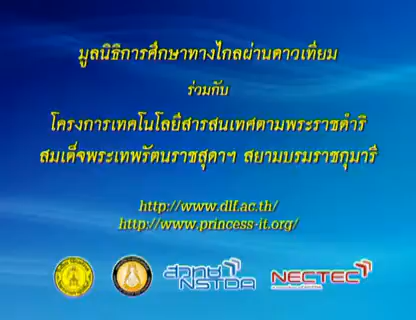 มูลนิธิการศึกษาทางไกลผ่านดาวเทียม
ร่วมกับ
โครงการเทคโนโลยีสารสนเทศตามพระราชดำริ
สมเด็จพระเทพรัตนราชสุดาฯ สยามบรมราชกุมารี
http://www.dlf.ac.th/
http://www.princess-it.org/
สวทช
NSTDA
NECTEC